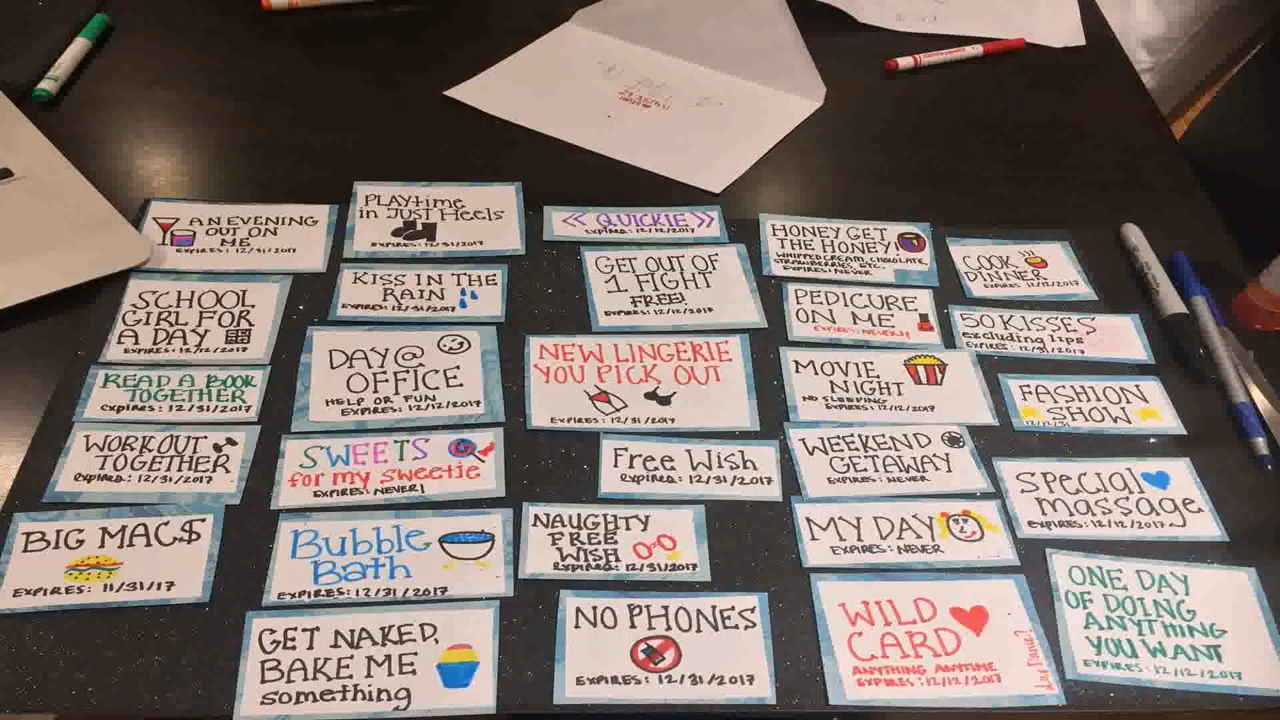 AN EVENING
OUT ON
ME
EXPIRES: 12/31/2017
PLAYtime
in JUST Heels
EXPIRES: 12/31/2017
<< QUICKIE >>
Expires: 12/12/2017
HONEY GET
THE HONEY!
WHIPPED CREAM, CHOCOLATE,
STRAWBERRIES, ETC.
EXPIRES: NEVER
COOK
DINNER
EXPIRES: 12/12/2017
SCHOOL
GIRL FOR
A DAY
EXPIRES: 12/12/2017
KISS IN THE
RAIN
EXPIRES: 12/31/2017
GET OUT OF
1 FIGHT
FREE!
EXPIRES: 12/12/2017
PEDICURE
ON ME
EXPIRES: NEVER!!
50 KISSES
excluding lips
EXPIRES: 12/31/2017
READ A BOOK
TOGETHER
EXPIRES: 12/31/2017
DAY @
OFFICE
HELP OR FUN
EXPIRES: 12/12/2017
NEW LINGERIE
YOU PICK OUT
EXPIRES: 12/31/2017
MOVIE
NIGHT
NO SLEEPING
EXPIRES: 12/12/2017
FASHION
SHOW
WORKOUT
TOGETHER
Expires: 12/31/2017
SWEETS
for my sweetie
EXPIRES: NEVER!
Free Wish
Expires: 12/31/2017
WEEKEND
GETAWAY
EXPIRES: NEVER
Special
massage
EXPIRES: 12/12/2017
BIG MAC$
EXPIRES: 11/31/17
Bubble
Bath
EXPIRES: 12/31/2017
NAUGHTY
FREE
WISH
Expires: 12/31/2017
MY DAY
EXPIRES: NEVER
GET NAKED,
BAKE ME
something
NO PHONES
EXPIRES: 12/12/2017
WILD
CARD
ANYTHING ANYTIME
EXPIRES: 12/12/2017
ONE DAY
OF DOING
ANYTHING
YOU WANT
EXPIRES: 12/12/2017